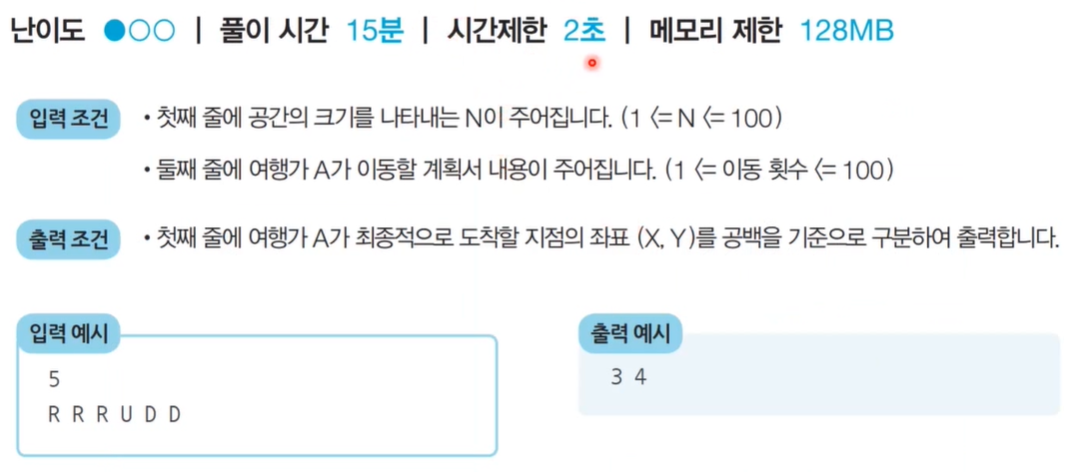 난이도 ●○○ | 풀이 시간 15분 | 시간제한 2초 | 메모리 제한 128MB
입력 조건 • 첫째 줄에 공간의 크기를 나타내는 N이 주어집니다. (1 <= N <= 100)
• 둘째 줄에 여행가 A가 이동할 계획서 내용이 주어집니다. (1 <= 이동 횟수 <= 100)
출력 조건 • 첫째 줄에 여행가 A가 최종적으로 도착할 지점의 좌표 (X, Y)를 공백을 기준으로 구분하여 출력합니다.
입력 예시
5
R R R U D D
출력 예시
3 4